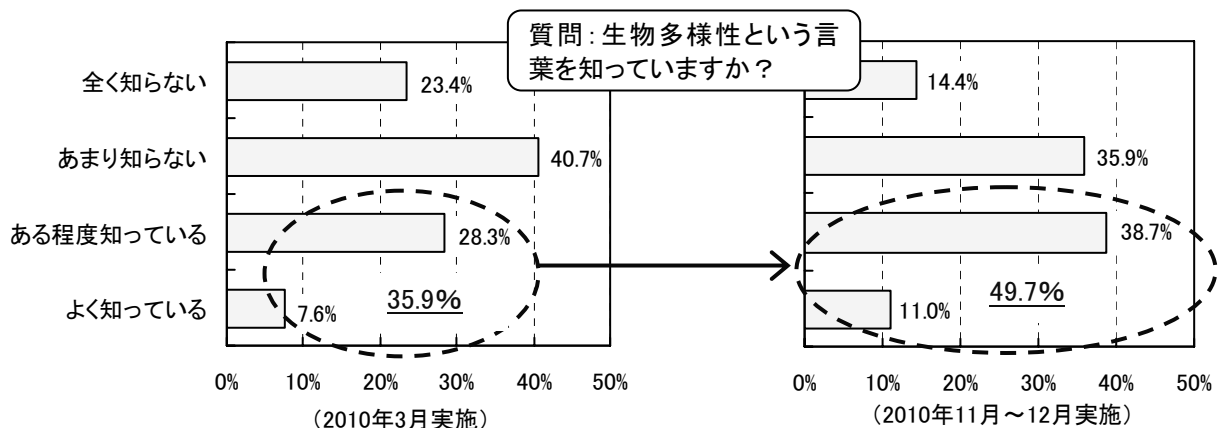 質問：生物多様性という言
葉を知っていますか？
全く知らない
23.4%
14.4%
あまり知らない
40.7%
35.9%
ある程度知っている
28.3%
38.7%
よく知っている
7.6%
35.9%
11.0%
49.7%
0%
10%
20%
30%
40%
50%
0%
10%
20%
30%
40%
50%
（2010年3月実施）
（2010年11月～12月実施）